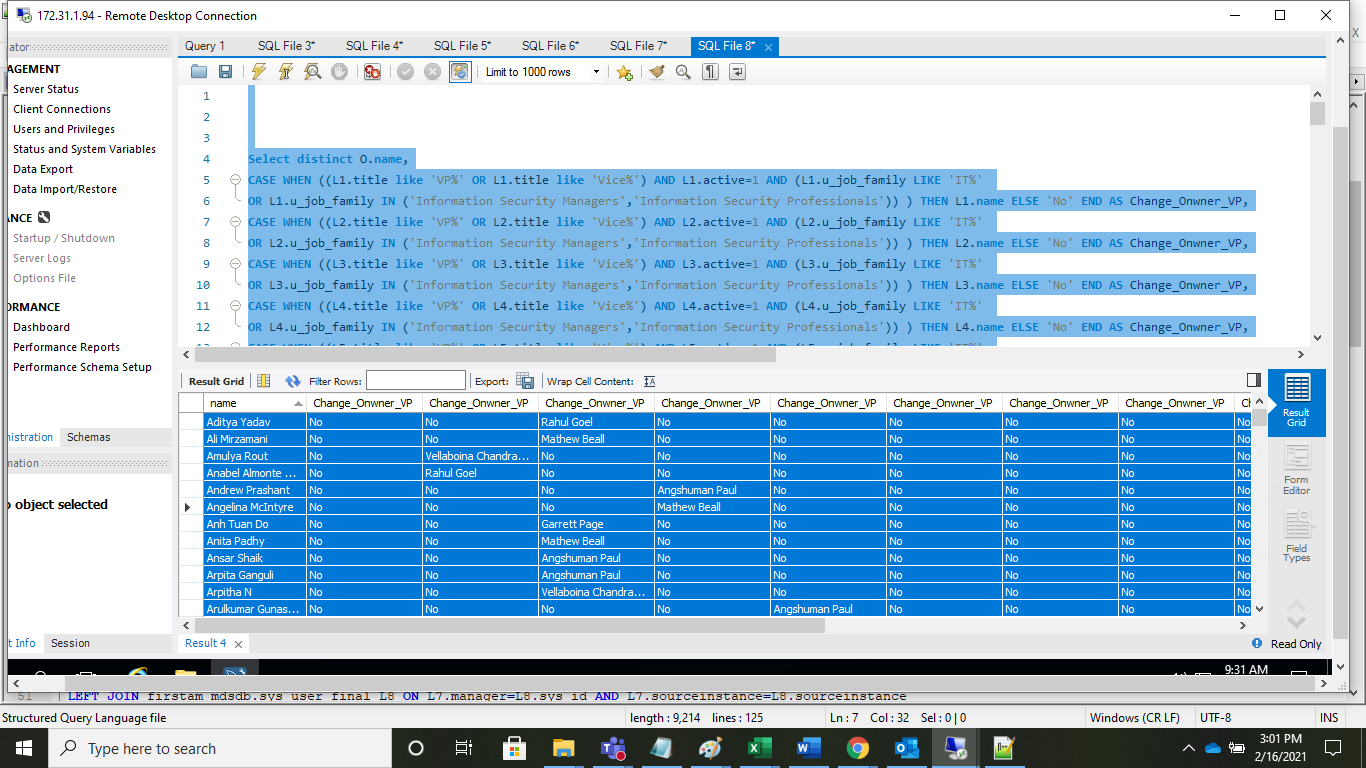 172.31.1.94 - Remote Desktop Connection
ator
Query 1 SQL File 3* SQL File 4* SQL File 5* SQL File 6* SQL File 7* SQL File 8*
AGEMENT
Server Status
Client Connections
Users and Privileges
Status and System Variables
Data Export
Data Import/Restore
ANCE
Startup / Shutdown
Server Logs
Options File
ORMANCE
Dashboard
Performance Reports
Performance Schema Setup
nistration Schemas
mation
o object selected
t Info Session
Limit to 1000 rows
1
2
3
4 Select distinct O.name,
5 CASE WHEN ((L1.title like 'VP%' OR L1.title like 'Vice%') AND L1.active=1 AND (L1.u_job_family LIKE 'IT%'
6 OR L1.u_job_family IN ('Information Security Managers','Information Security Professionals')) ) THEN L1.name ELSE 'No' END AS Change_Onwner_VP,
7 CASE WHEN ((L2.title like 'VP%' OR L2.title like 'Vice%') AND L2.active=1 AND (L2.u_job_family LIKE 'IT%'
8 OR L2.u_job_family IN ('Information Security Managers','Information Security Professionals')) ) THEN L2.name ELSE 'No' END AS Change_Onwner_VP,
9 CASE WHEN ((L3.title like 'VP%' OR L3.title like 'Vice%') AND L3.active=1 AND (L3.u_job_family LIKE 'IT%'
10 OR L3.u_job_family IN ('Information Security Managers','Information Security Professionals')) ) THEN L3.name ELSE 'No' END AS Change_Onwner_VP,
11 CASE WHEN ((L4.title like 'VP%' OR L4.title like 'Vice%') AND L4.active=1 AND (L4.u_job_family LIKE 'IT%'
12 OR L4.u_job_family IN ('Information Security Managers','Information Security Professionals')) ) THEN L4.name ELSE 'No' END AS Change_Onwner_VP,
Result Grid Filter Rows: Export: Wrap Cell Content:
name Change_Onwner_VP Change_Onwner_VP Change_Onwner_VP Change_Onwner_VP Change_Onwner_VP Change_Onwner_VP Change_Onwner_VP Change_Onwner_VP
Aditya Yadav No No Rahul Goel No No No No No No
Ali Mirzamani No No Mathew Beall No No No No No No
Amulya Rout No Vellaboina Chandra... No No No No No No No
Anabel Almonte ... No Rahul Goel No No No No No No No
Andrew Prashant No No No Angshuman Paul No No No No No
Angelina McIntyre No No No Mathew Beall No No No No No
Anh Tuan Do No No Garrett Page No No No No No No
Anita Padhy No No Mathew Beall No No No No No No
Ansar Shaik No No Angshuman Paul No No No No No No
Arpita Ganguli No No Angshuman Paul No No No No No No
Arpitha N No No Vellaboina Chandra... No No No No No No
Arulkumar Gunas... No No No No Angshuman Paul No No No No
Result Grid
Form Editor
Field Types
Result 4
Read Only
9:31 AM
51 LEFT JOIN firstam_mdsdb.sys_user_final L8 ON L7.manager=L8.sys_id AND L7.sourceinstance=L8.sourceinstance
Structured Query Language file length : 9,214 lines : 125 Ln : 7 Col : 32 Sel : 0 | 0 Windows (CR LF) UTF-8 INS
Type here to search
3:01 PM
2/16/2021